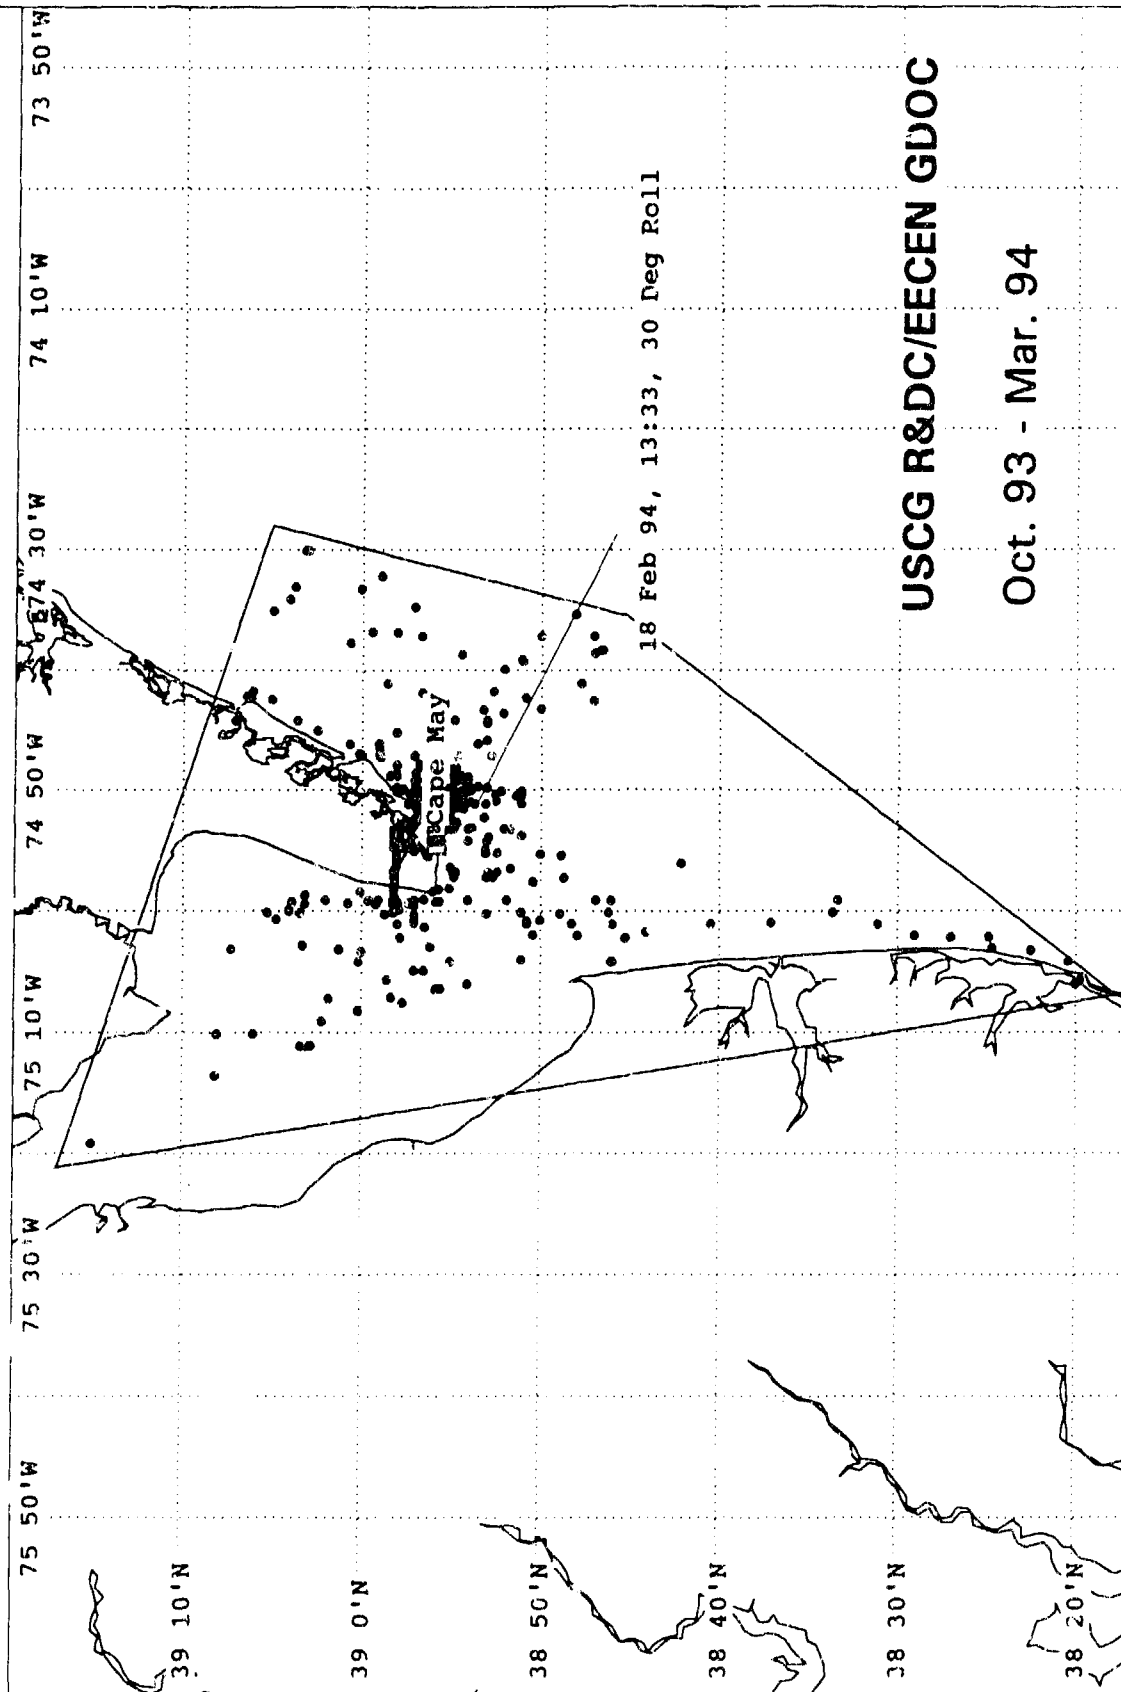 75 50'W
75 30'W
75 10'W
74 50'W
74 30'W
74 10'W
73 50'W
39 10'N
39 0'N
38 50'N
38 40'N
38 30'N
38 20'N
Cape May
18 Feb 94, 13:33, 30 Deg Roll
USCG R&DC/EECEN GDOC
Oct. 93 - Mar. 94